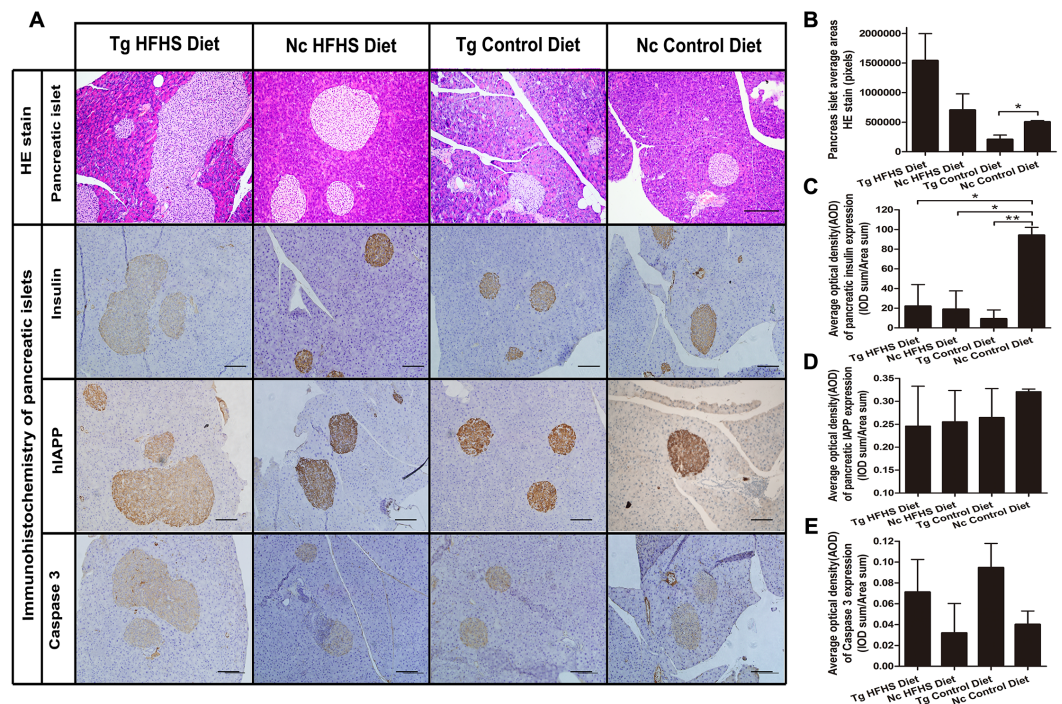 A
Tg HFHS Diet
Nc HFHS Diet
Tg Control Diet
Nc Control Diet
HE stain
Pancreatic islet
Immunohistochemistry of pancreatic islets
Insulin
hIAPP
Caspase 3
B
Pancreas islet average areas
HE stain (pixels)
2000000
1500000
1000000
500000
0
*
Tg HFHS Diet
Nc HFHS Diet
Tg Control Diet
Nc Control Diet
C
Average optical density(AOD)
of pancreatic insulin expression
(IOD sum/Area sum)
120
100
80
60
40
20
0
*
*
**
Tg HFHS Diet
Nc HFHS Diet
Tg Control Diet
Nc Control Diet
D
Average optical density(AOD)
of pancreatic IAPP expression
(IOD sum/Area sum)
0.35
0.30
0.25
0.20
0.15
0.10
Tg HFHS Diet
Nc HFHS Diet
Tg Control Diet
Nc Control Diet
E
Average optical density(AOD)
of Caspase 3 expression
(IOD sum/Area sum)
0.12
0.10
0.08
0.06
0.04
0.02
0.00
Tg HFHS Diet
Nc HFHS Diet
Tg Control Diet
Nc Control Diet